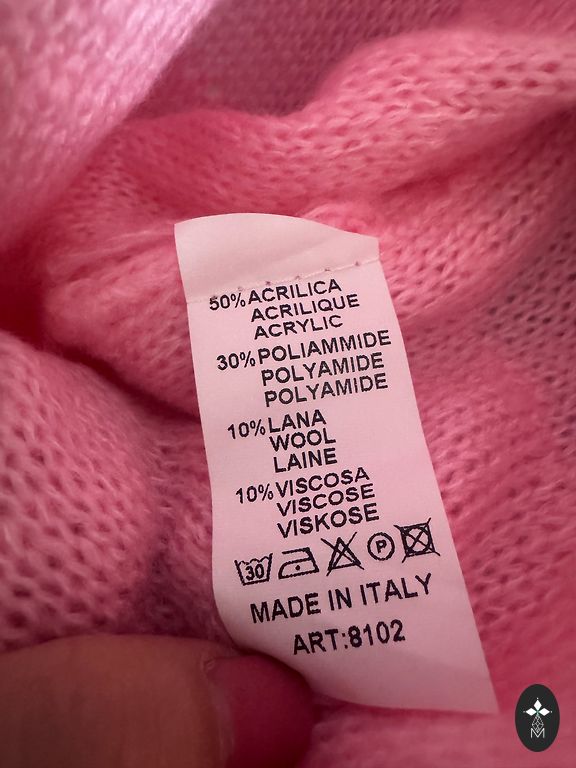 50% ACRILICA
ACRILIQUE
ACRYLIC
30% POLIAMMIDE
POLYAMIDE
POLYAMIDE
10% LANA
WOOL
LAINE
10% VISCOSA
VISCOSE
VISKOSE
30 P
MADE IN ITALY
ART:8102
M